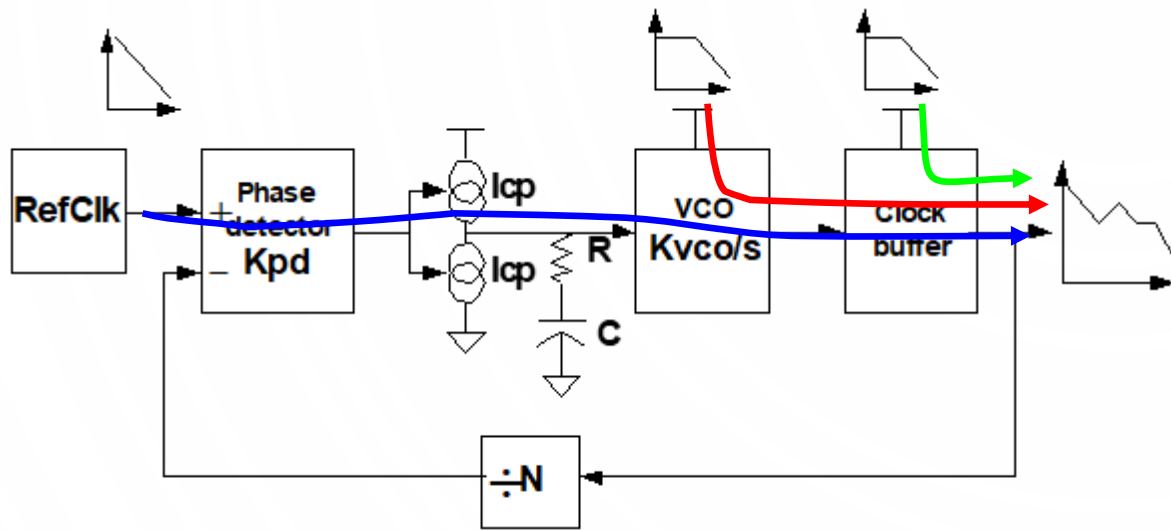 RefClk
+
−
Phase
detector
Kpd
Icp
Icp
R
C
VCO
Kvco/s
Clock
buffer
÷N